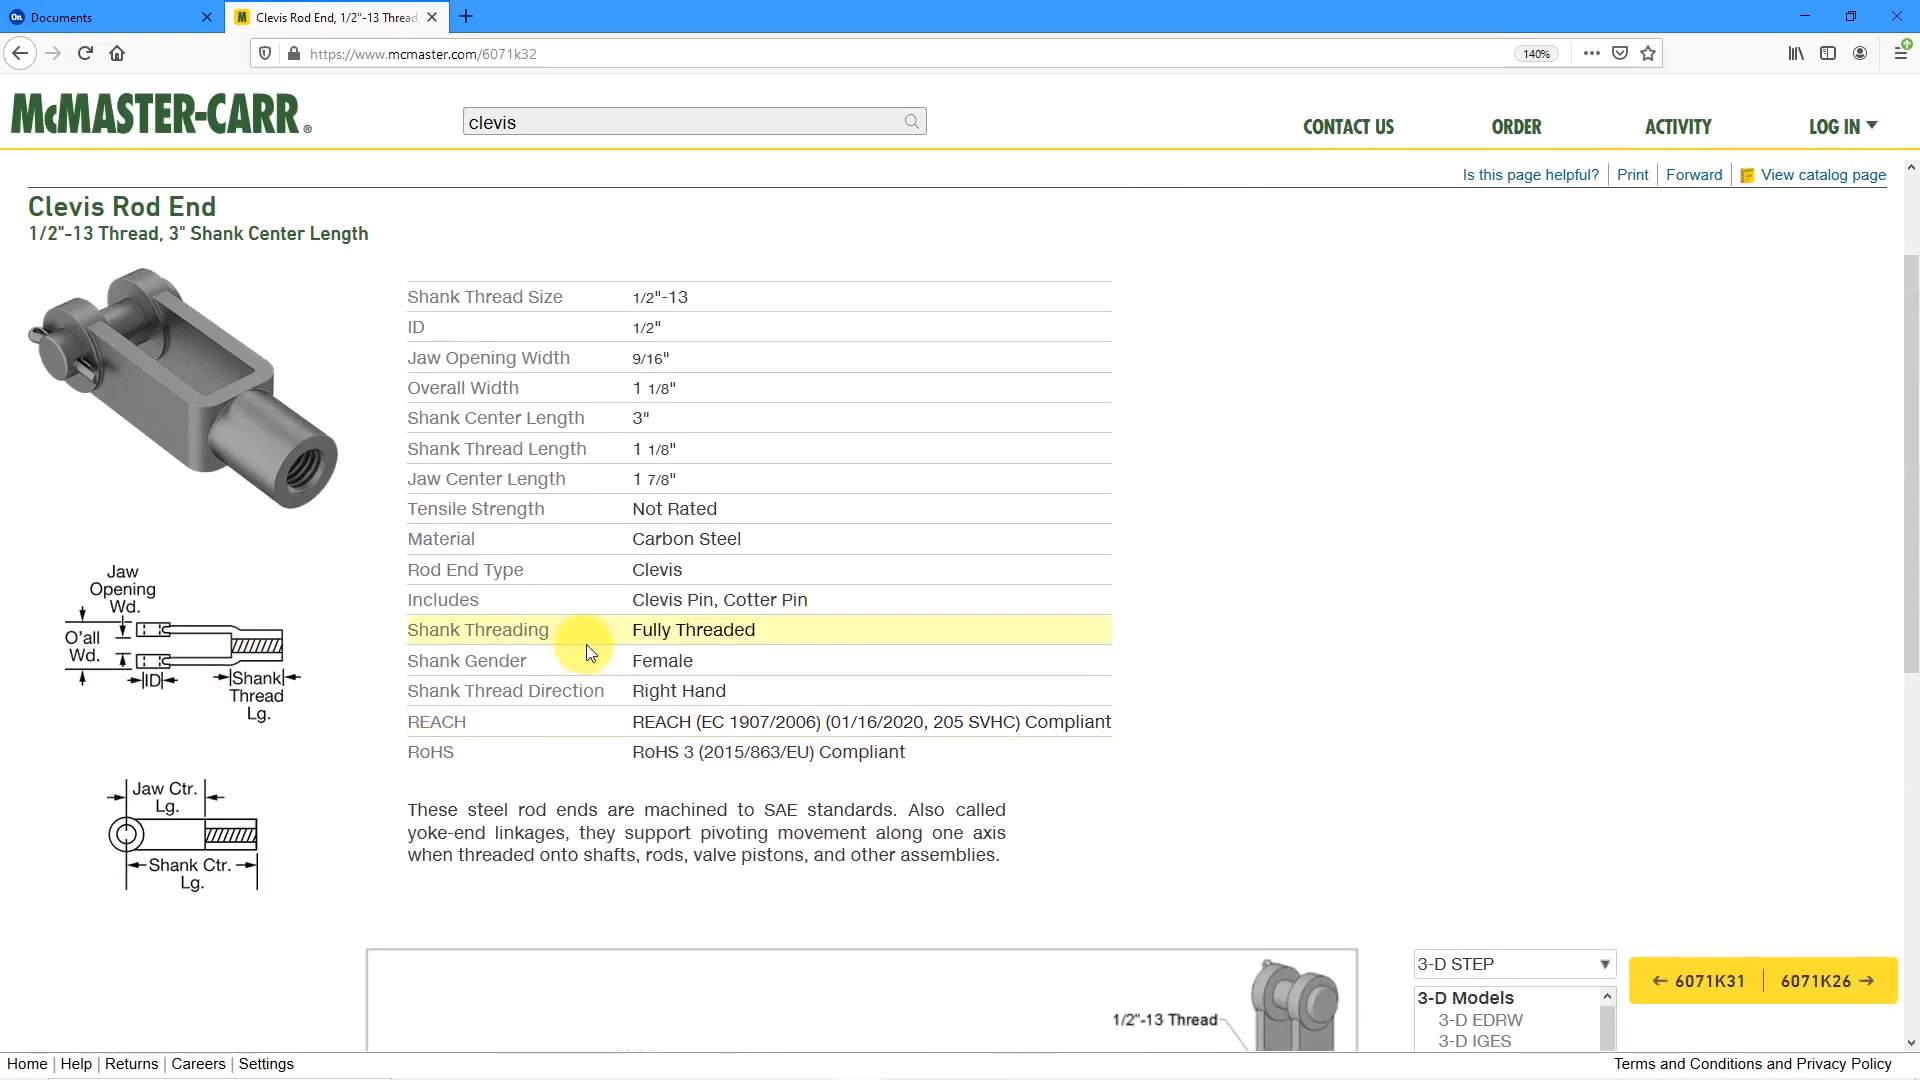 Documents
Clevis Rod End, 1/2"-13 Thread,
https://www.mcmaster.com/6071k32
140%
McMASTER-CARR®
clevis
CONTACT US
ORDER
ACTIVITY
LOG IN
Is this page helpful?
Print
Forward
View catalog page
Clevis Rod End
1/2"-13 Thread, 3" Shank Center Length
Shank Thread Size 1/2"-13
ID 1/2"
Jaw Opening Width 9/16"
Overall Width 1 1/8"
Shank Center Length 3"
Shank Thread Length 1 1/8"
Jaw Center Length 1 7/8"
Tensile Strength Not Rated
Material Carbon Steel
Rod End Type Clevis
Includes Clevis Pin, Cotter Pin
Shank Threading Fully Threaded
Shank Gender Female
Shank Thread Direction Right Hand
REACH REACH (EC 1907/2006) (01/16/2020, 205 SVHC) Compliant
RoHS RoHS 3 (2015/863/EU) Compliant
Jaw
Opening
Wd.
O'all
Wd.
ID
Shank
Thread
Lg.
Jaw Ctr.
Lg.
Shank Ctr.
Lg.
These steel rod ends are machined to SAE standards. Also called
yoke-end linkages, they support pivoting movement along one axis
when threaded onto shafts, rods, valve pistons, and other assemblies.
1/2"-13 Thread
3-D STEP
3-D Models
3-D EDRW
3-D IGES
6071K31
6071K26
Home
Help
Returns
Careers
Settings
Terms and Conditions and Privacy Policy